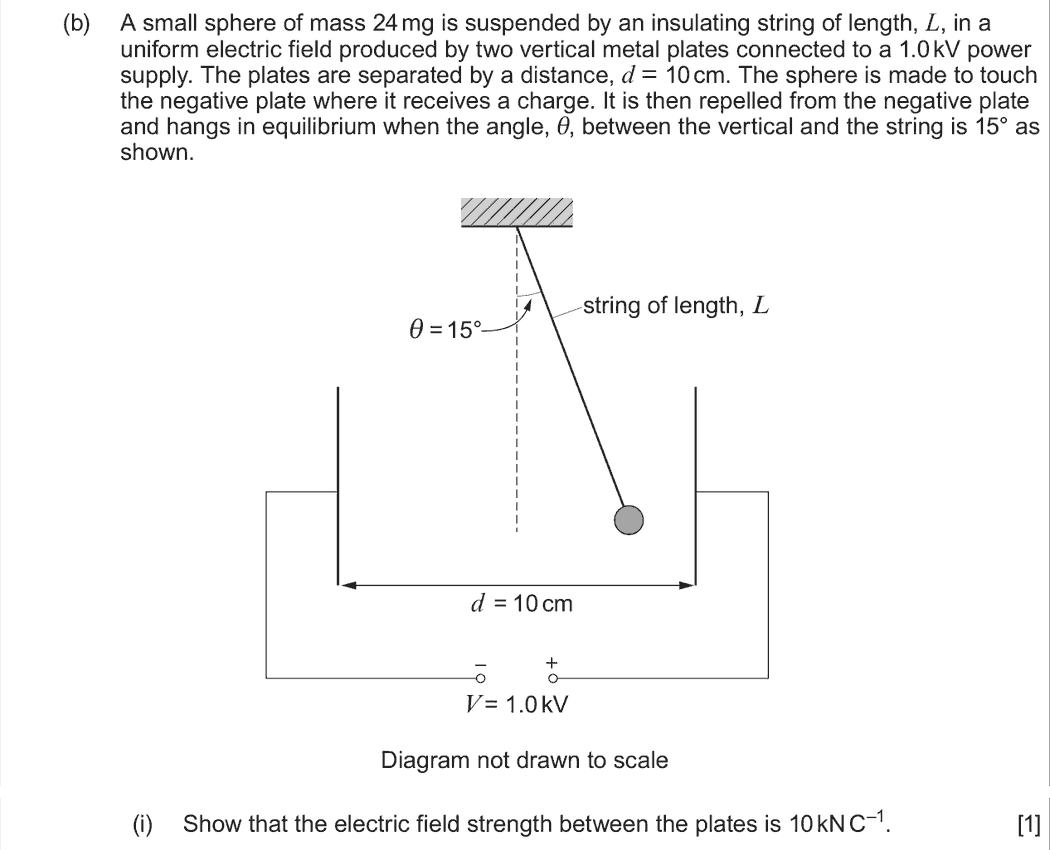 (b) A small sphere of mass 24 mg is suspended by an insulating string of length, L, in a
uniform electric field produced by two vertical metal plates connected to a 1.0 kV power
supply. The plates are separated by a distance, d = 10 cm. The sphere is made to touch
the negative plate where it receives a charge. It is then repelled from the negative plate
and hangs in equilibrium when the angle, θ, between the vertical and the string is 15° as
shown.
string of length, L
θ = 15°
d = 10 cm
– +
V = 1.0 kV
Diagram not drawn to scale
(i) Show that the electric field strength between the plates is 10 kN C⁻¹. [1]